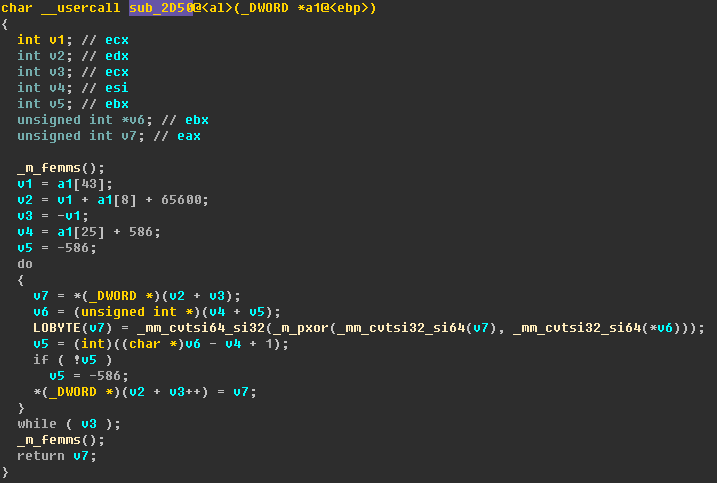 char __usercall sub_2D50@<al>(_DWORD *a1@<ebp>)
{
  int v1; // ecx
  int v2; // edx
  int v3; // ecx
  int v4; // esi
  int v5; // ebx
  unsigned int *v6; // ebx
  unsigned int v7; // eax

  _m_femms();
  v1 = a1[43];
  v2 = v1 + a1[8] + 65600;
  v3 = -v1;
  v4 = a1[25] + 586;
  v5 = -586;
  do
  {
    v7 = *(_DWORD *)(v2 + v3);
    v6 = (unsigned int *)(v4 + v5);
    LOBYTE(v7) = _mm_cvtsi64_si32(_m_pxor(_mm_cvtsi32_si64(v7), _mm_cvtsi32_si64(*v6)));
    v5 = (int)((char *)v6 - v4 + 1);
    if ( !v5 )
      v5 = -586;
    *(_DWORD *)(v2 + v3++) = v7;
  }
  while ( v3 );
  _m_femms();
  return v7;
}